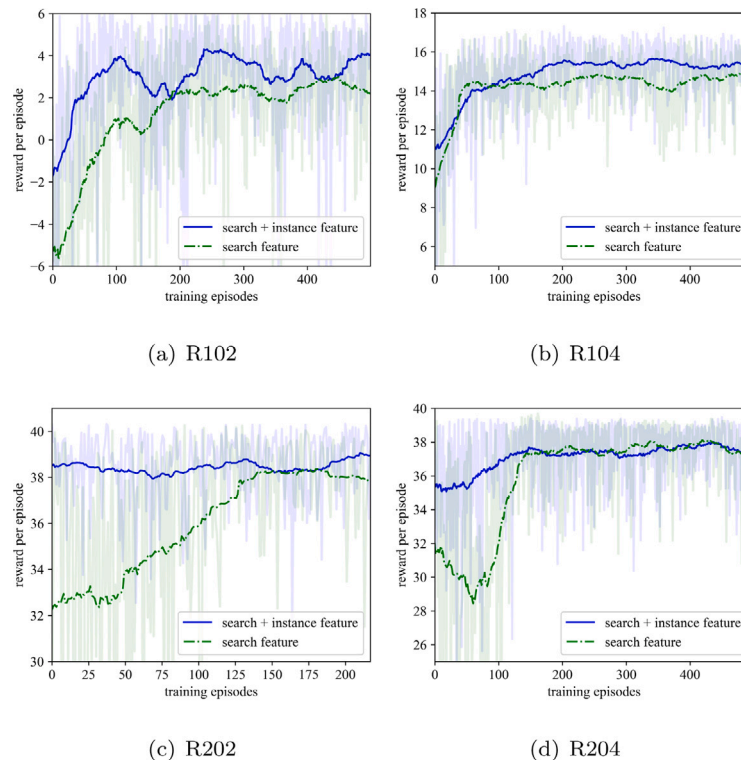 6
4
2
0
−2
−4
−6
reward per episode
search + instance feature
search feature
0 100 200 300 400
training episodes
(a) R102
18
16
14
12
10
8
6
reward per episode
search + instance feature
search feature
0 100 200 300 400
training episodes
(b) R104
40
38
36
34
32
30
reward per episode
search + instance feature
search feature
0 25 50 75 100 125 150 175 200
training episodes
(c) R202
40
38
36
34
32
30
28
26
reward per episode
search + instance feature
search feature
0 100 200 300 400
training episodes
(d) R204